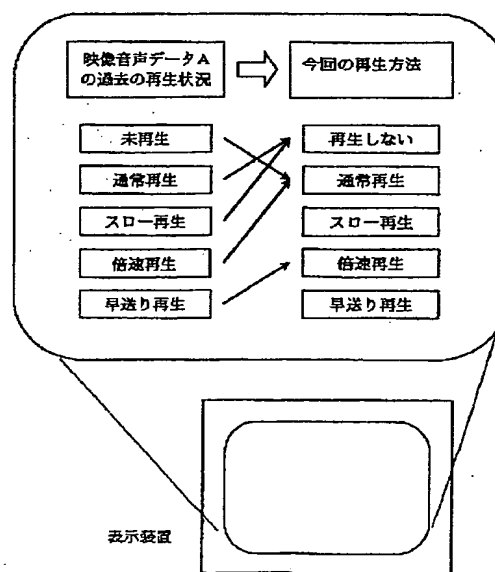 映像音声データA
の過去の再生状況
今回の再生方法
未再生
再生しない
通常再生
通常再生
スロー再生
スロー再生
倍速再生
倍速再生
早送り再生
早送り再生
表示装置